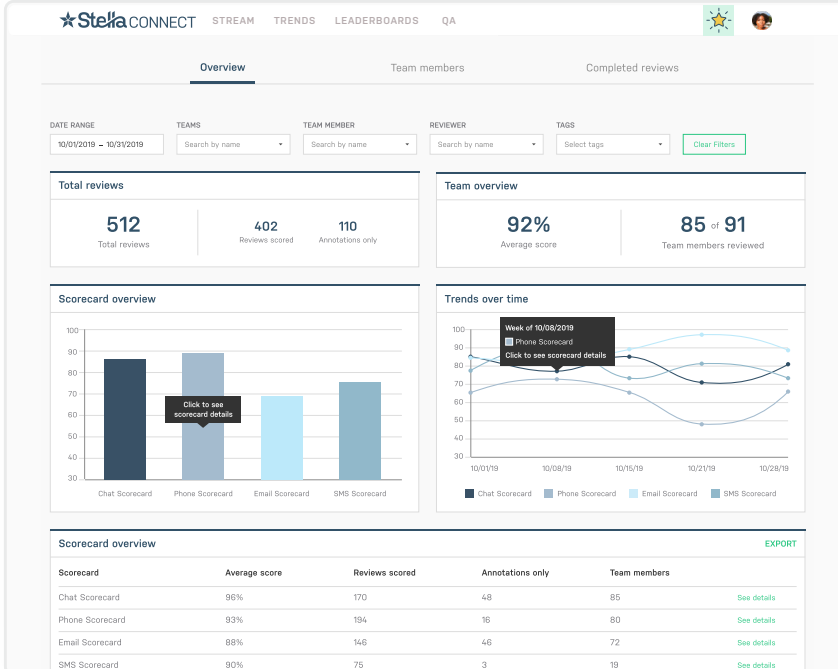 Stella CONNECT STREAM TRENDS LEADERBOARDS QA
Overview Team members Completed reviews
DATE RANGE TEAMS TEAM MEMBER REVIEWER TAGS
10/01/2019 – 10/31/2019 Search by name Search by name Search by name Select tags Clear Filters
Total reviews
512
Total reviews
402
Reviews scored
110
Annotations only
Team overview
92%
Average score
85 of 91
Team members reviewed
Scorecard overview
100
90
80
70
60
50
40
30
Click to see
scorecard details
Chat Scorecard Phone Scorecard Email Scorecard SMS Scorecard
Trends over time
100
90
80
70
60
50
40
30
Week of 10/08/2019
Phone Scorecard
Click to see scorecard details
10/01/19 10/08/19 10/15/19 10/21/19 10/28/19
Chat Scorecard Phone Scorecard Email Scorecard SMS Scorecard
Scorecard overview EXPORT
Scorecard Average score Reviews scored Annotations only Team members
Chat Scorecard 96% 170 48 85 See details
Phone Scorecard 93% 194 16 80 See details
Email Scorecard 88% 146 46 72 See details
SMS Scorecard 90% 75 3 19 See details